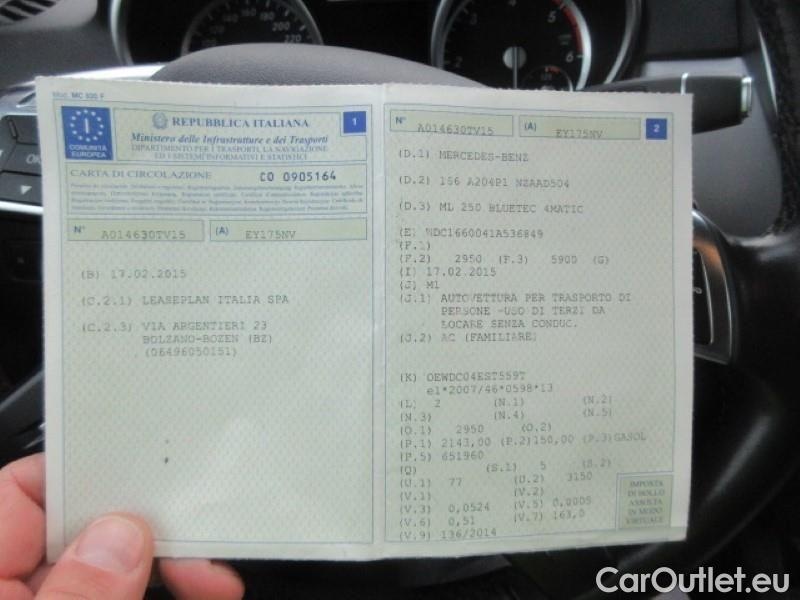 Mod. MC 820 F
I
COMUNITÀ
EUROPEA
REPUBBLICA ITALIANA
1
Ministero delle Infrastrutture e dei Trasporti
DIPARTIMENTO PER I TRASPORTI, LA NAVIGAZIONE
ED I SISTEMI INFORMATIVI E STATISTICI
CARTA DI CIRCOLAZIONE CO 0905164
N° A014630TV15 (A) EY175NV
(B) 17.02.2015
(C.2.1) LEASEPLAN ITALIA SPA
(C.2.3) VIA ARGENTIERI 23
BOLZANO-BOZEN (BZ)
(06496050151)
N° A014630TV15 (A) EY175NV 2
(D.1) MERCEDES-BENZ
(D.2) 156 A204P1 NZAAD504
(D.3) ML 250 BLUETEC 4MATIC
(E) WDC1660041A536849
(F.1)
(F.2) 2950 (F.3) 5900 (G)
(I) 17.02.2015
(J) M1
(J.1) AUTOVETTURA PER TRASPORTO DI
PERSONE -USO DI TERZI DA
LOCARE SENZA CONDUC.
(J.2) AC (FAMILIARE)
(K) OEWDC04EST559T
e1*2007/46*0598*13
(L) 2 (N.1) (N.2)
(N.3) (N.4) (N.5)
(O.1) 2950 (O.2)
(P.1) 2143,00 (P.2)150,00 (P.3)GASOL
(P.5) 651960
(Q) (S.1) 5 (S.2)
(U.1) 77 (U.2) 3150
(V.1) (V.2)
(V.3) 0,0524 (V.5) 0,0005
(V.6) 0,51 (V.7) 163,0
(V.9) 136/2014
IMPOSTA
DI BOLLO
ASSOLTA
IN MODO
VIRTUALE
CarOutlet.eu